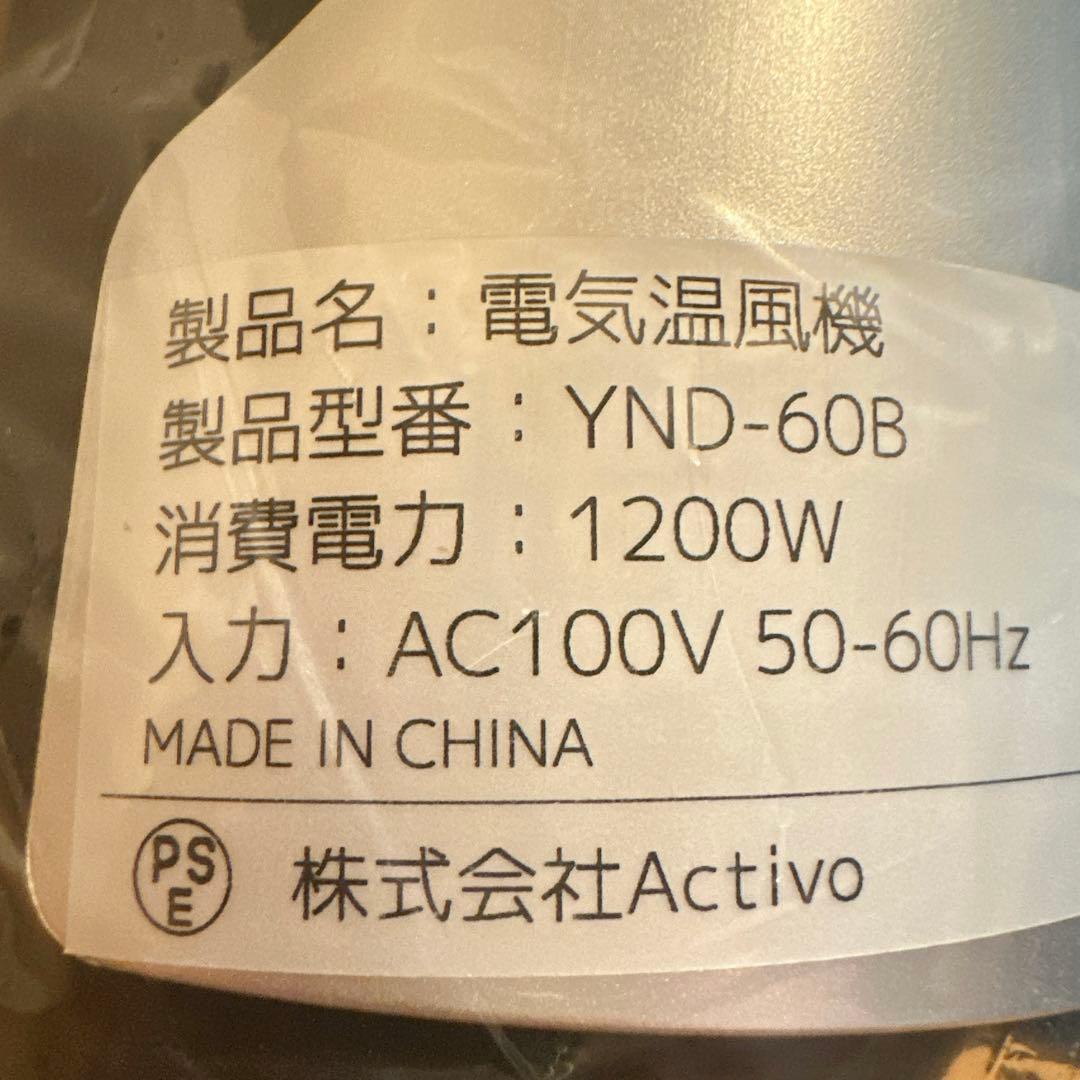 製品名：電気温風機
製品型番：YND-60B
消費電力：1200W
入力：AC100V 50-60Hz
MADE IN CHINA
PSE 株式会社Activo